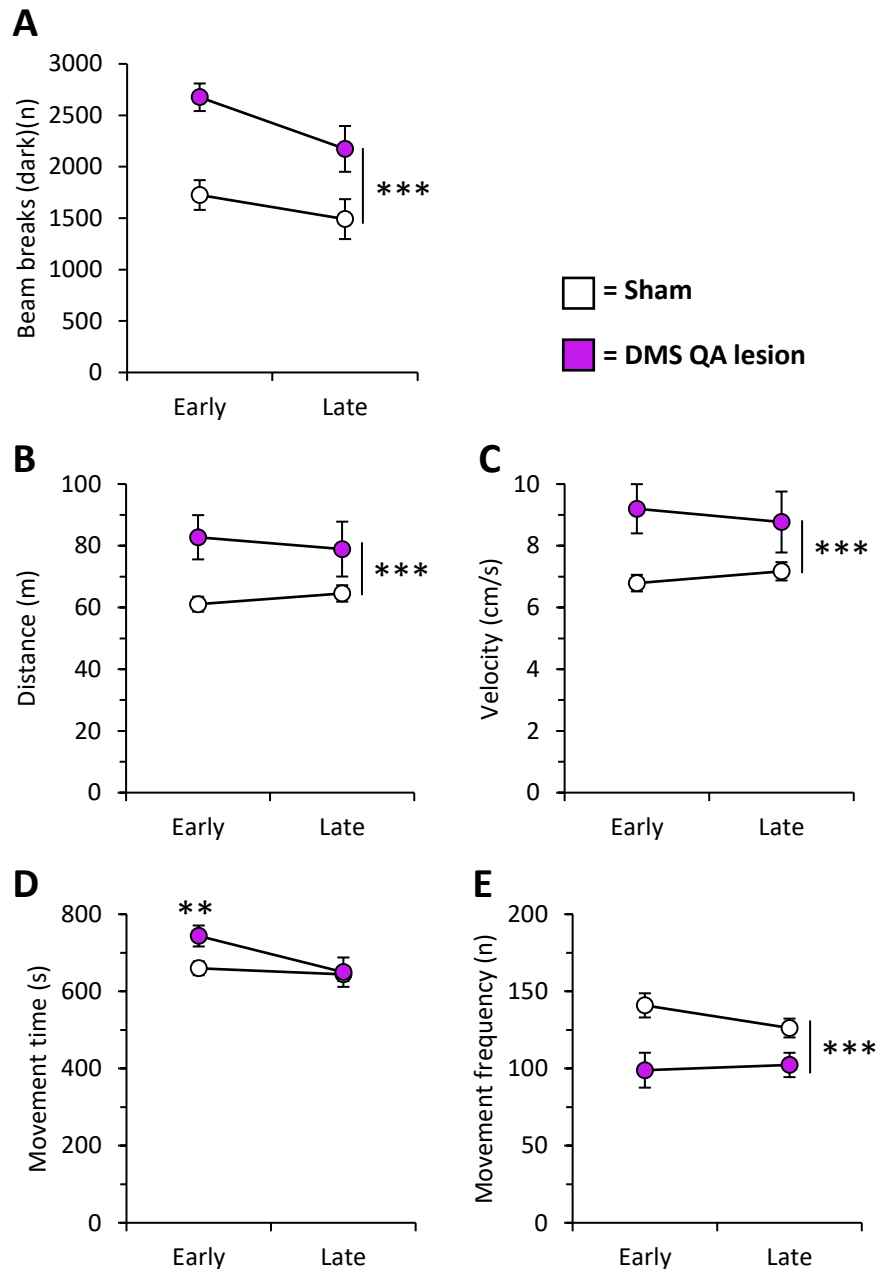 A
Beam breaks (dark)(n)
3000
2500
2000
1500
1000
500
0
***
Early Late
= Sham
= DMS QA lesion
B
Distance (m)
100
80
60
40
20
0
***
Early Late
C
Velocity (cm/s)
10
8
6
4
2
0
***
Early Late
D
Movement time (s)
800
600
400
200
0
**
Early Late
E
Movement frequency (n)
200
150
100
50
0
***
Early Late